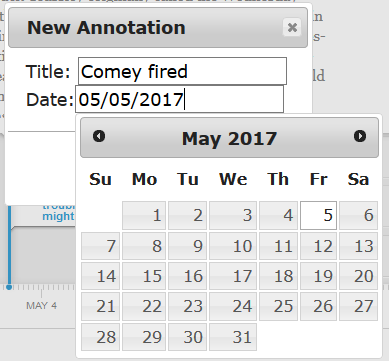 New Annotation
Title: Comey fired
Date: 05/05/2017
May 2017
Su Mo Tu We Th Fr Sa
1 2 3 4 5 6
7 8 9 10 11 12 13
14 15 16 17 18 19 20
21 22 23 24 25 26 27
28 29 30 31
might
MAY 4